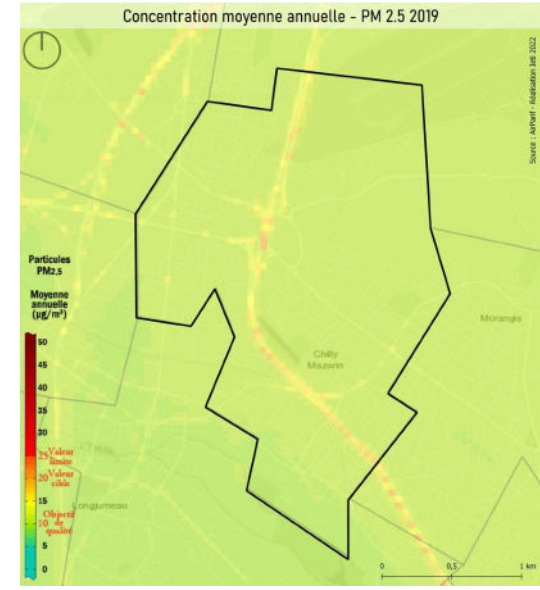 Concentration moyenne annuelle - PM 2.5 2019
Source : AirParif - Réalisation Ieb 2022
Particules
PM2,5
Moyenne
annuelle
(µg/m³)
50
45
40
35
30
25 Valeur
limite
20 Valeur
cible
15
Objectif
10 de
qualité
5
0
Chilly
Mazarin
Morangis
Longjumeau
0 0,5 1 km